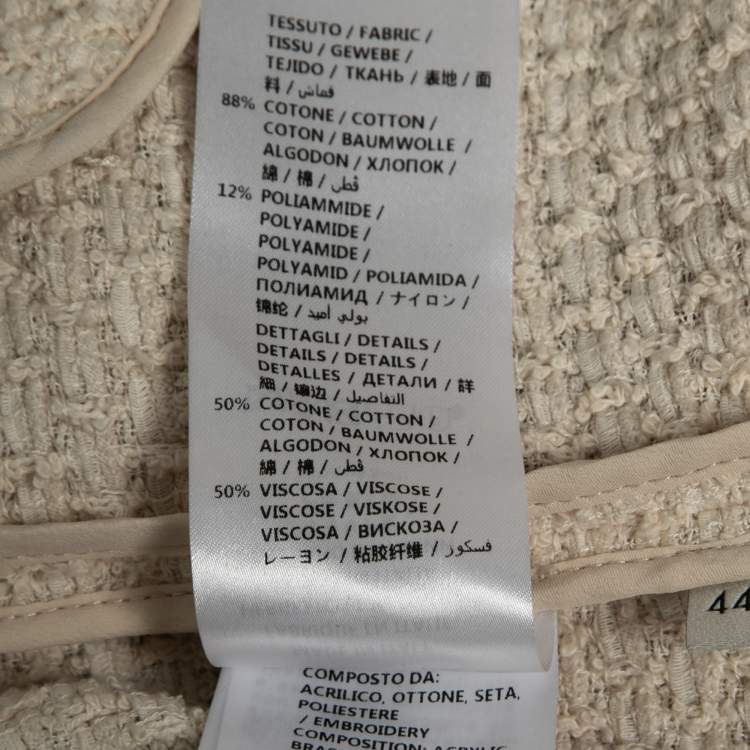 TESSUTO / FABRIC /
TISSU / GEWEBE /
TEJIDO / ТКАНЬ / 裏地 / 面
料 / قماش
88% COTONE / COTTON /
COTON / BAUMWOLLE /
ALGODON / ХЛОПОК /
綿 / 棉 / قطن
12% POLIAMMIDE /
POLYAMIDE /
POLYAMIDE /
POLYAMID / POLIAMIDA /
ПОЛИАМИД / ナイロン /
锦纶 / بولي أميد
DETTAGLI / DETAILS /
DETAILS / DETAILS /
DETALLES / ДЕТАЛИ / 詳
細 / 镶边 / التفاصيل
50% COTONE / COTTON /
COTON / BAUMWOLLE /
ALGODON / ХЛОПОК /
綿 / 棉 / قطن
50% VISCOSA / VISCOSE /
VISCOSE / VISKOSE /
VISCOSA / ВИСКОЗА /
レーヨン / 粘胶纤维 / فسكوز
44
COMPOSTO DA:
ACRILICO, OTTONE, SETA,
POLIESTERE
/ EMBROIDERY